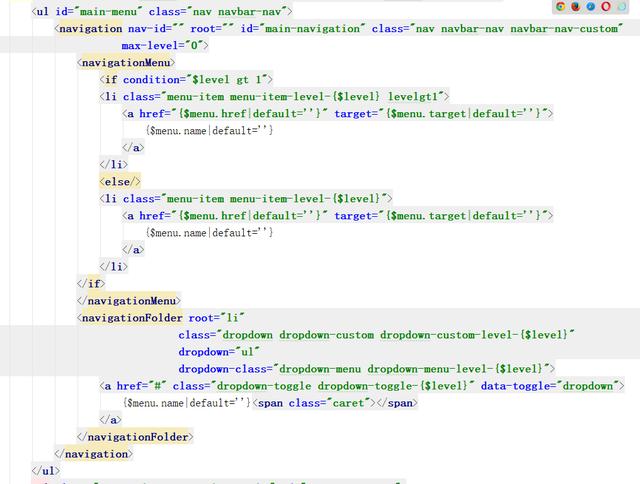 <ul id="main-menu" class="nav navbar-nav">
<navigation nav-id="" root="" id="main-navigation" class="nav navbar-nav navbar-nav-custom"
max-level="0">
<navigationMenu>
<if condition="$level gt 1">
<li class="menu-item menu-item-level-{$level} levelgt1">
<a href="{$menu.href|default=''}" target="{$menu.target|default=''}">
{$menu.name|default=''}
</a>
</li>
<else/>
<li class="menu-item menu-item-level-{$level}">
<a href="{$menu.href|default=''}" target="{$menu.target|default=''}">
{$menu.name|default=''}
</a>
</li>
</if>
</navigationMenu>
<navigationFolder root="li"
class="dropdown dropdown-custom dropdown-custom-level-{$level}"
dropdown="ul"
dropdown-class="dropdown-menu dropdown-menu-level-{$level}">
<a href="#" class="dropdown-toggle dropdown-toggle-{$level}" data-toggle="dropdown">
{$menu.name|default=''}<span class="caret"></span>
</a>
</navigationFolder>
</navigation>
</ul>